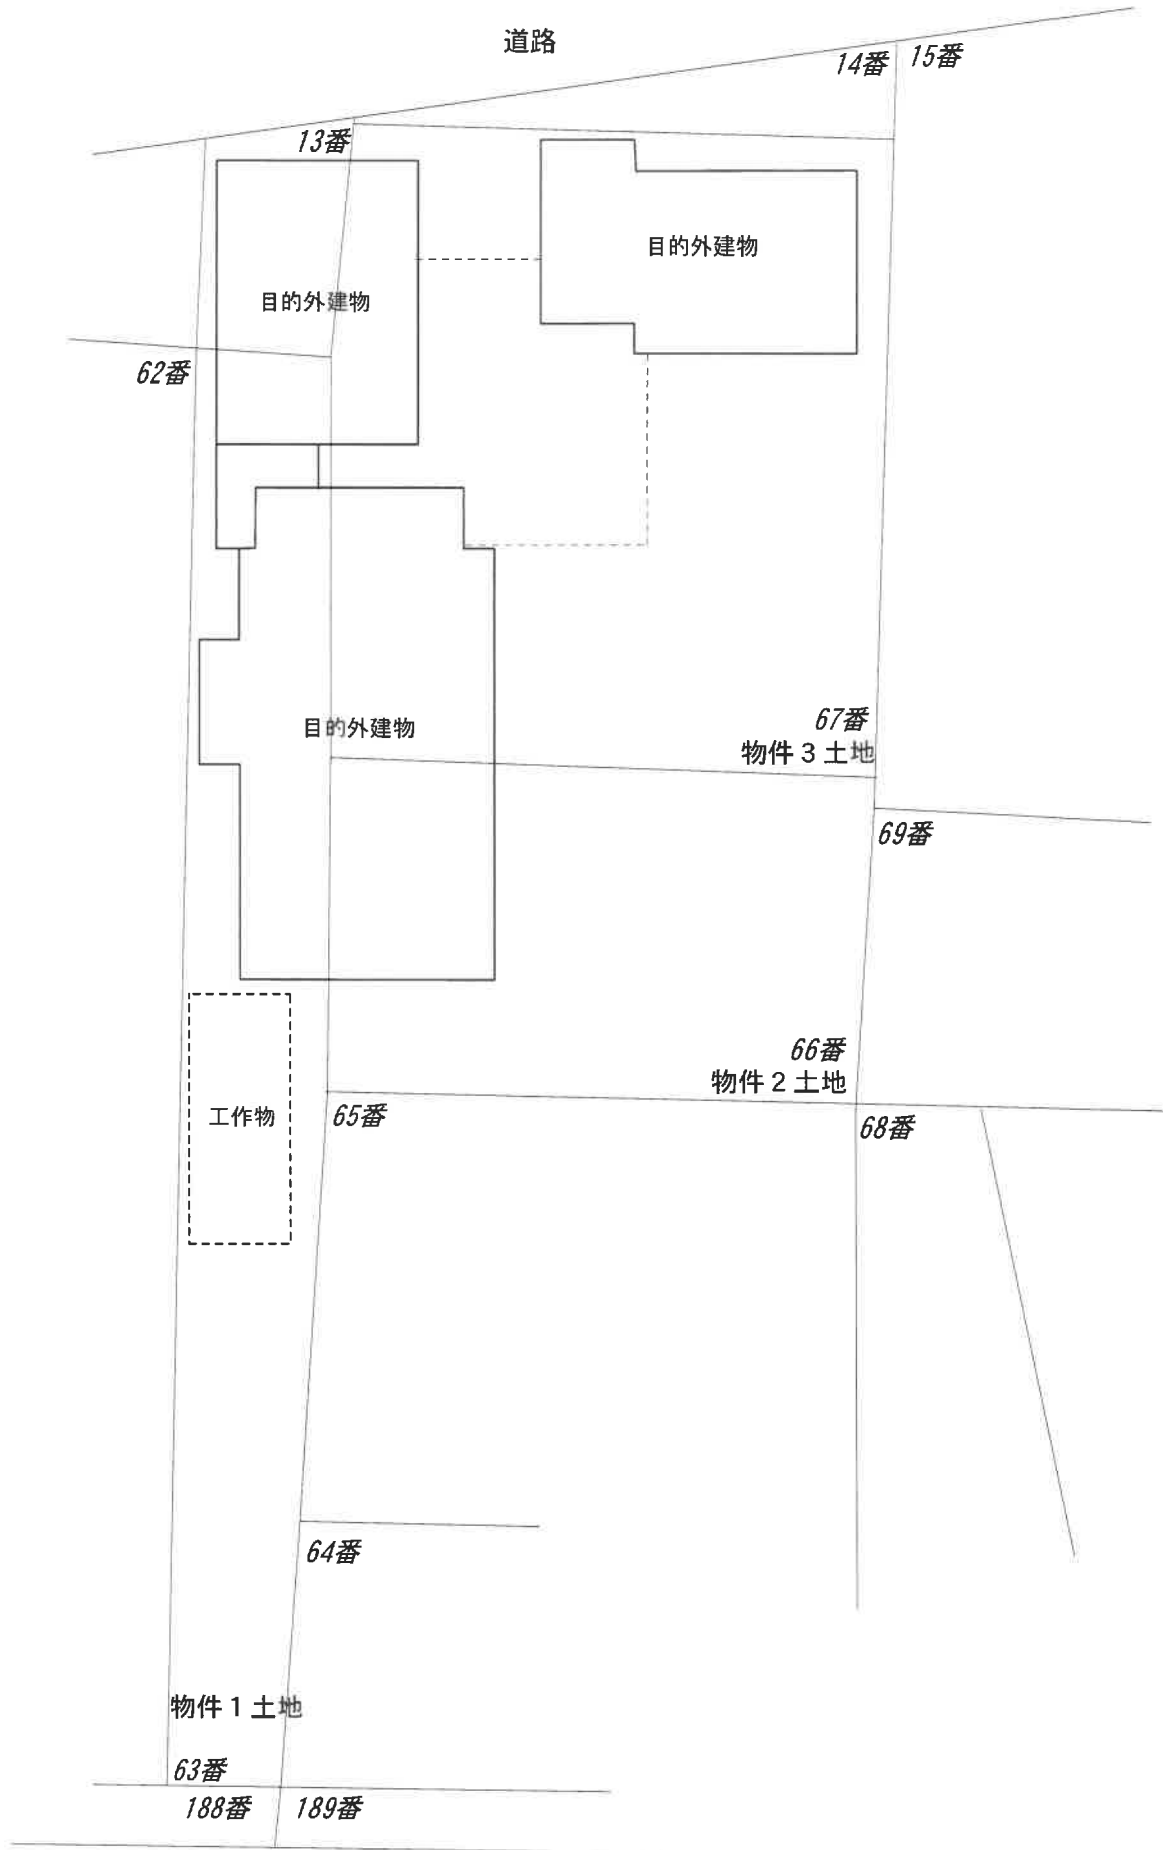 道路
14番
15番
13番
目的外建物
目的外建物
62番
目的外建物
67番
物件3土地
69番
66番
物件2土地
工作物
65番
68番
64番
物件1土地
63番
188番
189番